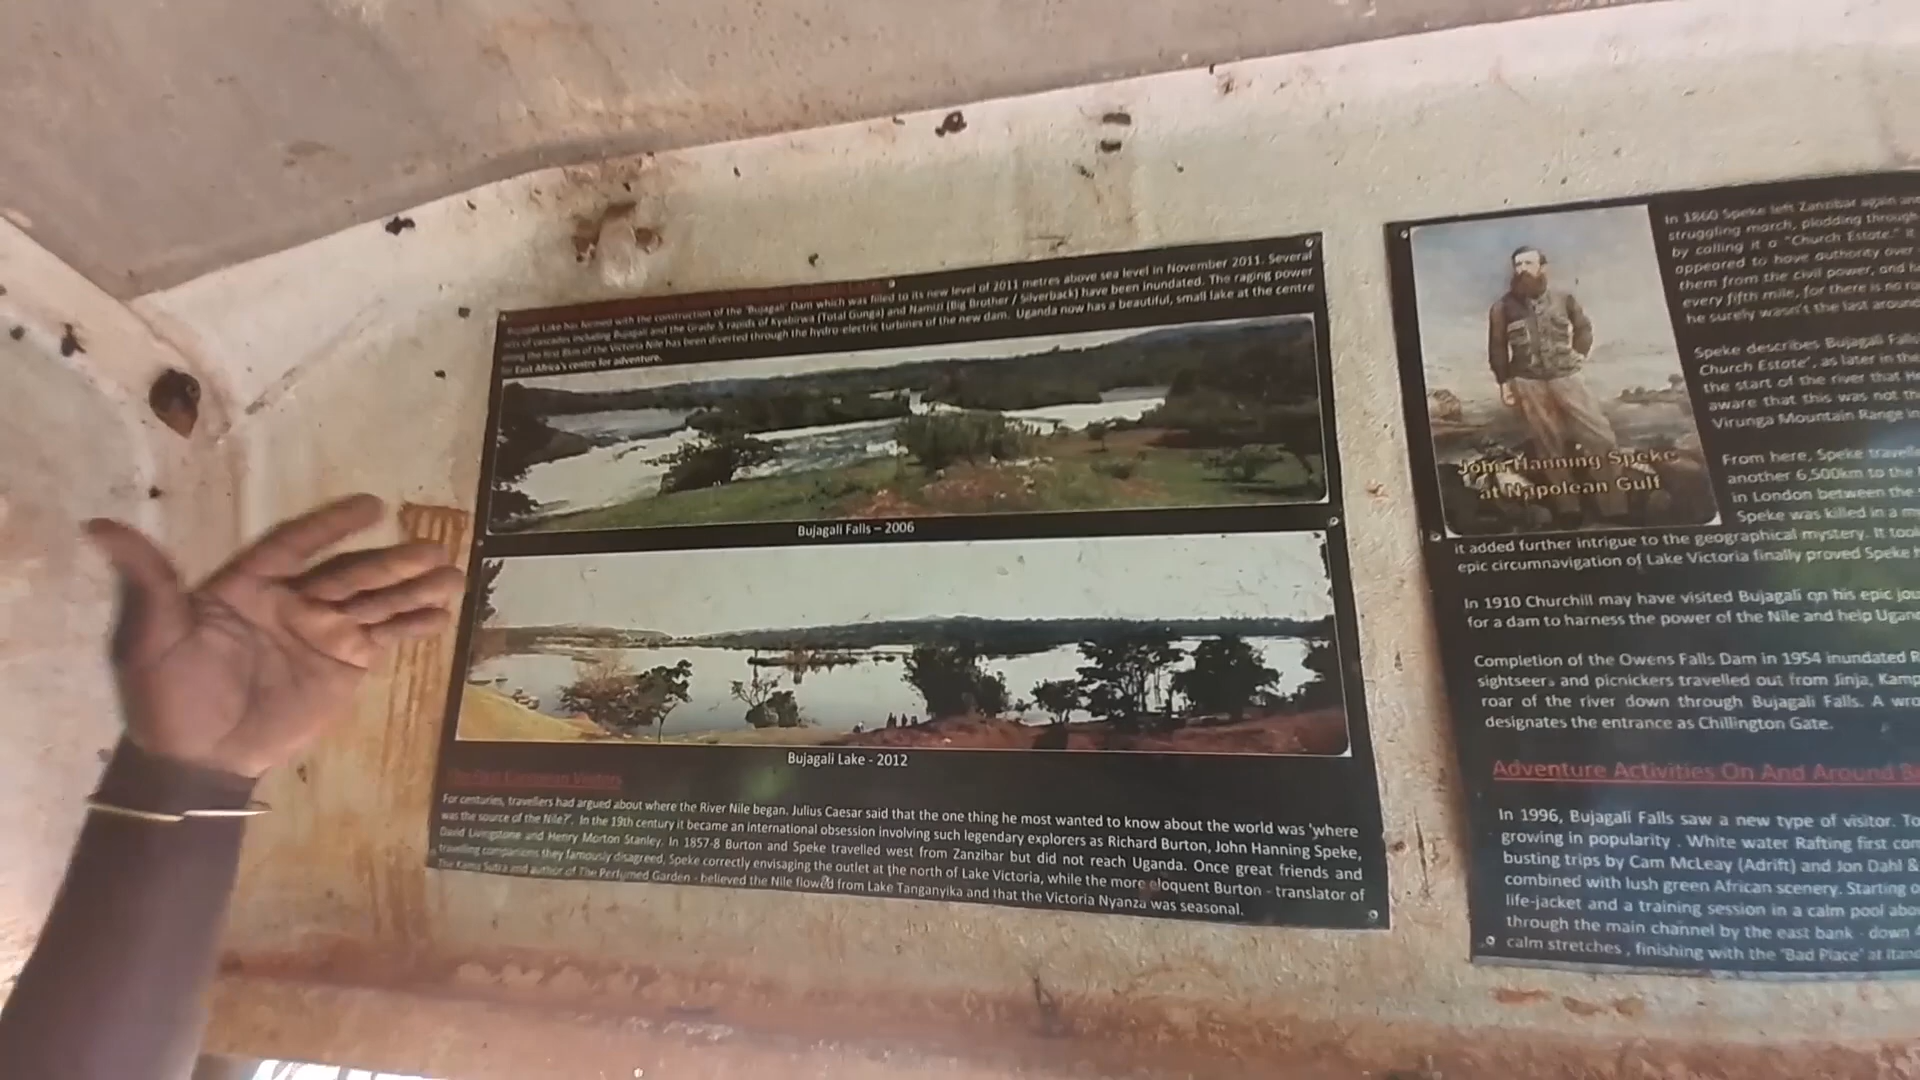 Bujagali Lake has formed with the construction of the 'Bujagali' Dam which was filled to its new level of 2011 metres above sea level in November 2011. Several
sets of cascades including Bujagali and the Grade 5 rapids of Kyabirwa (Total Gunga) and Namizi (Big Brother / Silverback) have been inundated. The raging power
along the first 8km of the Victoria Nile has been diverted through the hydro-electric turbines of the new dam. Uganda now has a beautiful, small lake at the centre
for East Africa's centre for adventure.
Bujagali Falls – 2006
Bujagali Lake - 2012
European Visitors
For centuries, travellers had argued about where the River Nile began. Julius Caesar said that the one thing he most wanted to know about the world was 'where
was the source of the Nile?'. In the 19th century it became an international obsession involving such legendary explorers as Richard Burton, John Hanning Speke,
David Livingstone and Henry Morton Stanley. In 1857-8 Burton and Speke travelled west from Zanzibar but did not reach Uganda. Once great friends and
travelling companions they famously disagreed, Speke correctly envisaging the outlet at the north of Lake Victoria, while the more eloquent Burton - translator of
The Kama Sutra and author of The Perfumed Garden - believed the Nile flowed from Lake Tanganyika and that the Victoria Nyanza was seasonal.
John Hanning Speke
at Napolean Gulf
In 1860 Speke left Zanzibar again and
struggling march, plodding through
by calling it a "Church Estate." It
appeared to have authority over
them from the civil power, and
every fifth mile, for there is no
he surely wasn't the last around
Speke describes Bujagali Falls
Church Estate', as later in the
the start of the river that
aware that this was not the
Virunga Mountain Range in
From here, Speke travelle
another 6,500km to the
in London between the
Speke was killed in a
it added further intrigue to the geographical mystery. It took
epic circumnavigation of Lake Victoria finally proved Speke
In 1910 Churchill may have visited Bujagali on his epic jou
for a dam to harness the power of the Nile and help Ugan
Completion of the Owens Falls Dam in 1954 inundated R
sightseers and picnickers travelled out from Jinja, Kamp
roar of the river down through Bujagali Falls. A wro
designates the entrance as Chillington Gate.
Adventure Activities On And Around B
In 1996, Bujagali Falls saw a new type of visitor. To
growing in popularity . White water Rafting first com
busting trips by Cam McLeay (Adrift) and Jon Dahl &
combined with lush green African scenery. Starting o
life-jacket and a training session in a calm pool abo
through the main channel by the east bank - down
calm stretches , finishing with the 'Bad Place' at Itand